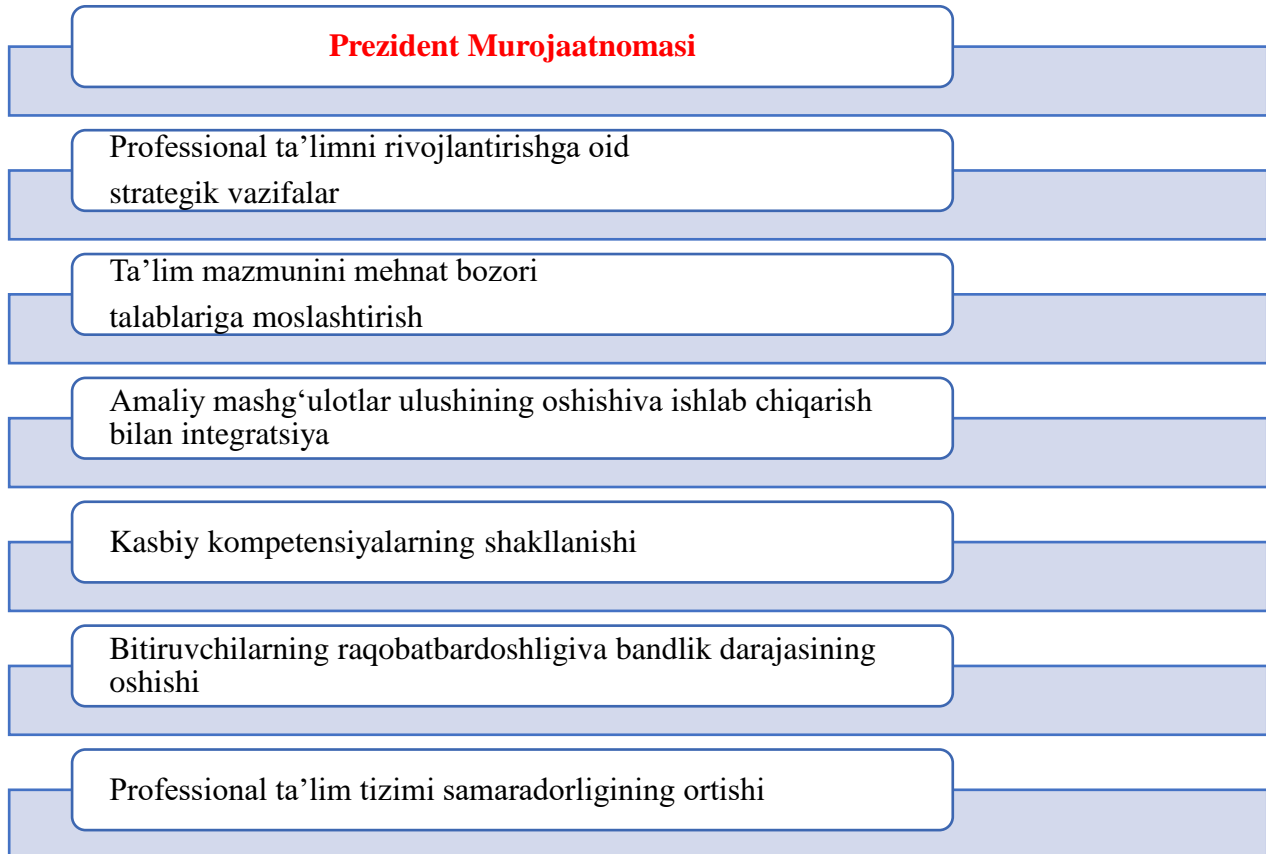 Prezident Murojaatnomasi
Professional ta’limni rivojlantirishga oid
strategik vazifalar
Ta’lim mazmunini mehnat bozori
talablariga moslashtirish
Amaliy mashg‘ulotlar ulushining oshishiva ishlab chiqarish
bilan integratsiya
Kasbiy kompetensiyalarning shakllanishi
Bitiruvchilarning raqobatbardoshligiva bandlik darajasining
oshishi
Professional ta’lim tizimi samaradorligining ortishi